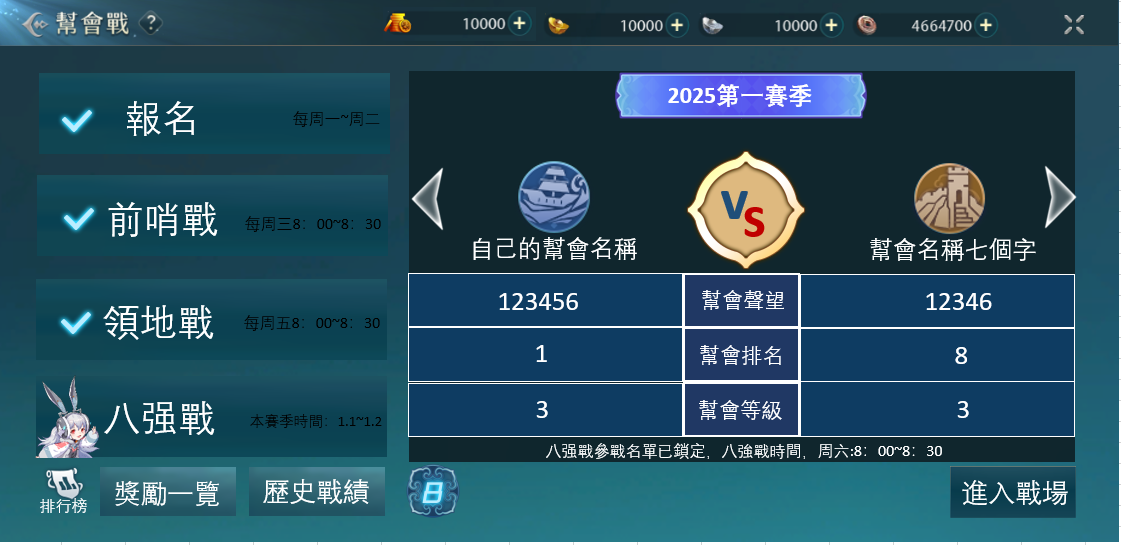 幫會戰 ?
10000 +
10000 +
10000 +
4664700 +
報名
每周一~周二
前哨戰
每周三8：00~8：30
領地戰
每周五8：00~8：30
八强戰
本賽季時間：1.1~1.2
排行榜
獎勵一覽
歷史戰績
2025第一賽季
自己的幫會名稱
VS
幫會名稱七個字
123456
幫會聲望
12346
1
幫會排名
8
3
幫會等級
3
八强戰參戰名單已鎖定，八強戰時間，周六:8：00~8：30
8
進入戰場